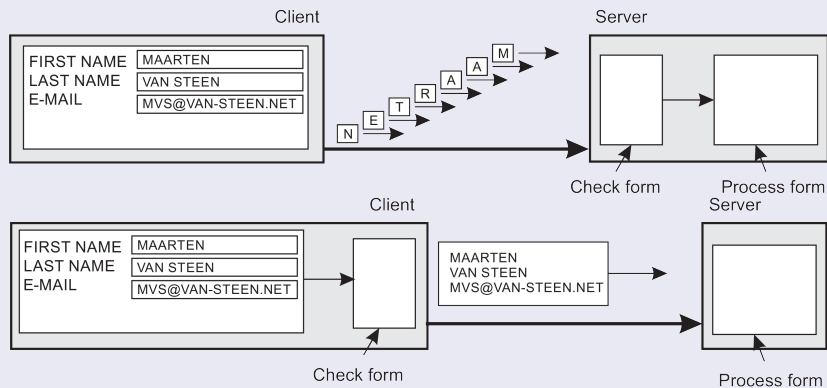 Client
Server
FIRST NAME MAARTEN
LAST NAME VAN STEEN
E-MAIL MVS@VAN-STEEN.NET
N E T R A A M
Check form
Process form
Client
Server
FIRST NAME MAARTEN
LAST NAME VAN STEEN
E-MAIL MVS@VAN-STEEN.NET
MAARTEN
VAN STEEN
MVS@VAN-STEEN.NET
Check form
Process form